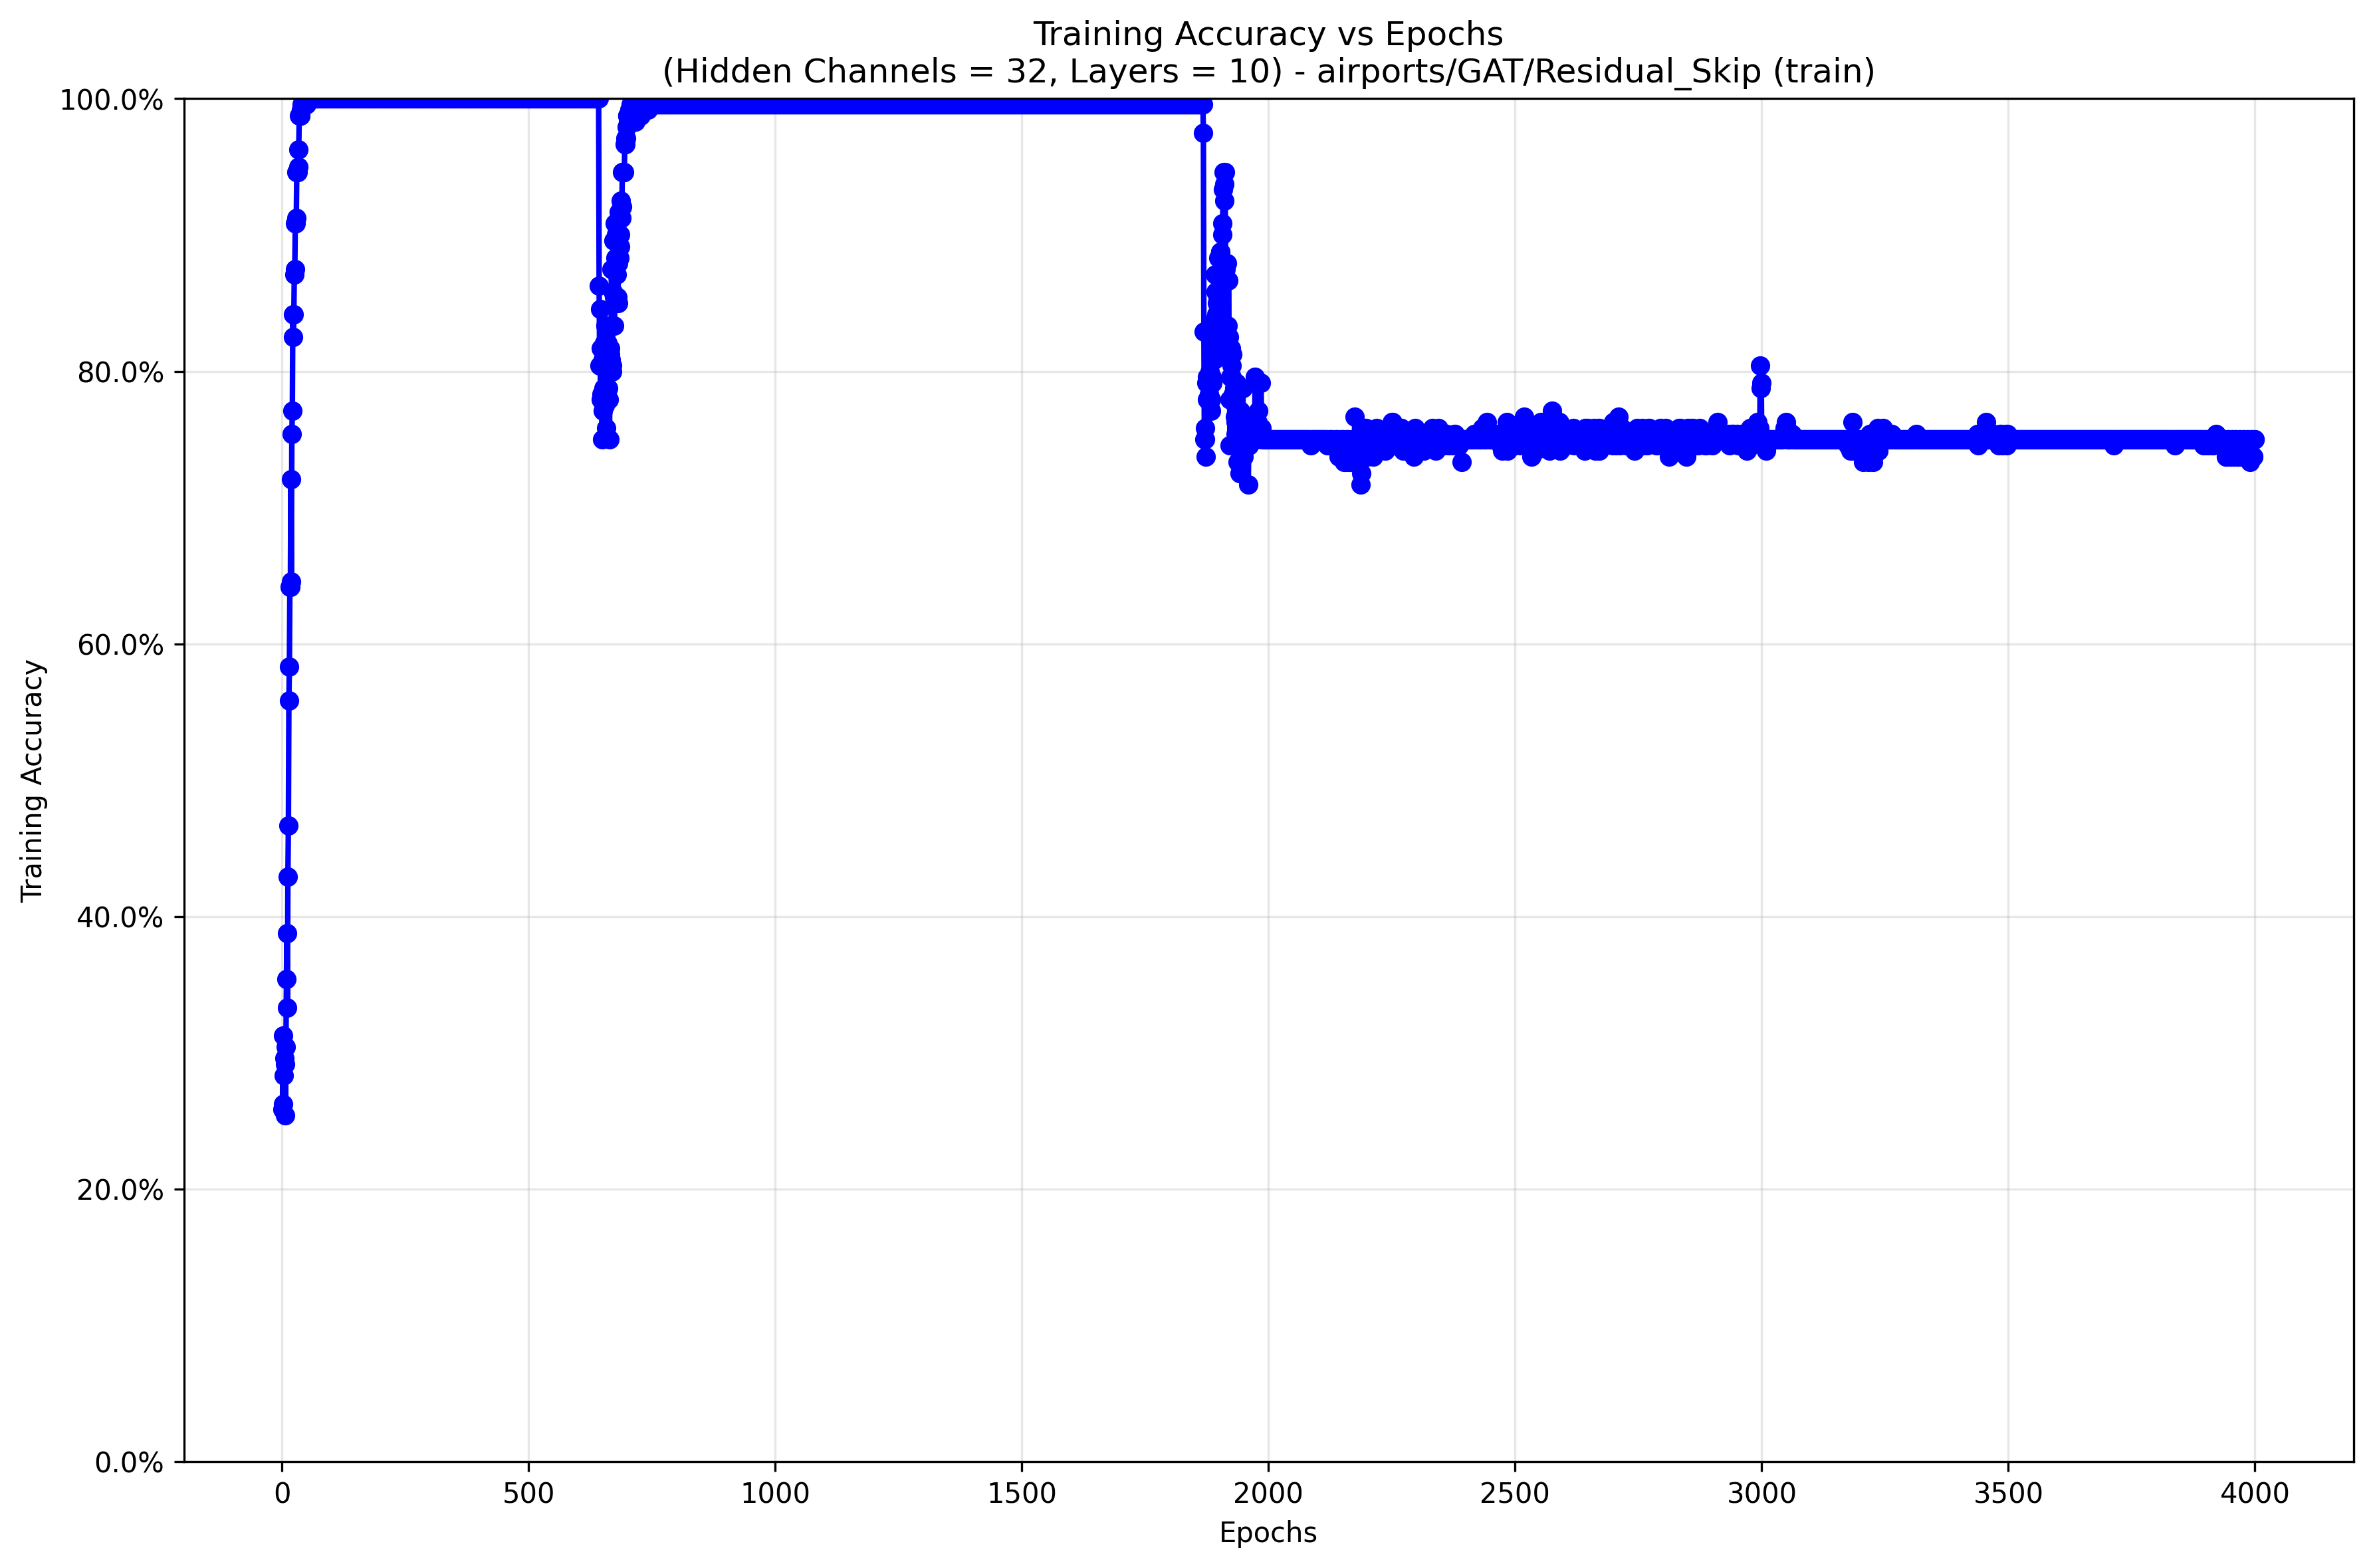 Training Accuracy vs Epochs
(Hidden Channels = 32, Layers = 10) - airports/GAT/Residual_Skip (train)
Training Accuracy
100.0%
80.0%
60.0%
40.0%
20.0%
0.0%
0 500 1000 1500 2000 2500 3000 3500 4000
Epochs